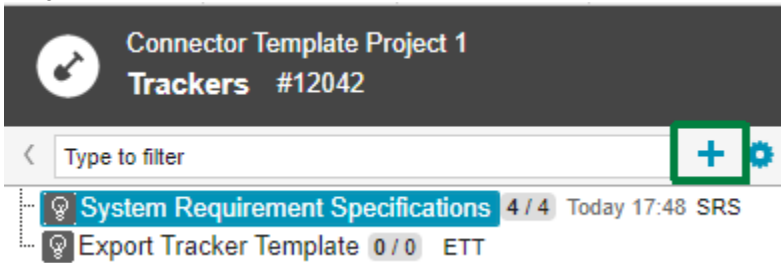 Connector Template Project 1
Trackers #12042
Type to filter
System Requirement Specifications 4 / 4 Today 17:48 SRS
Export Tracker Template 0 / 0 ETT